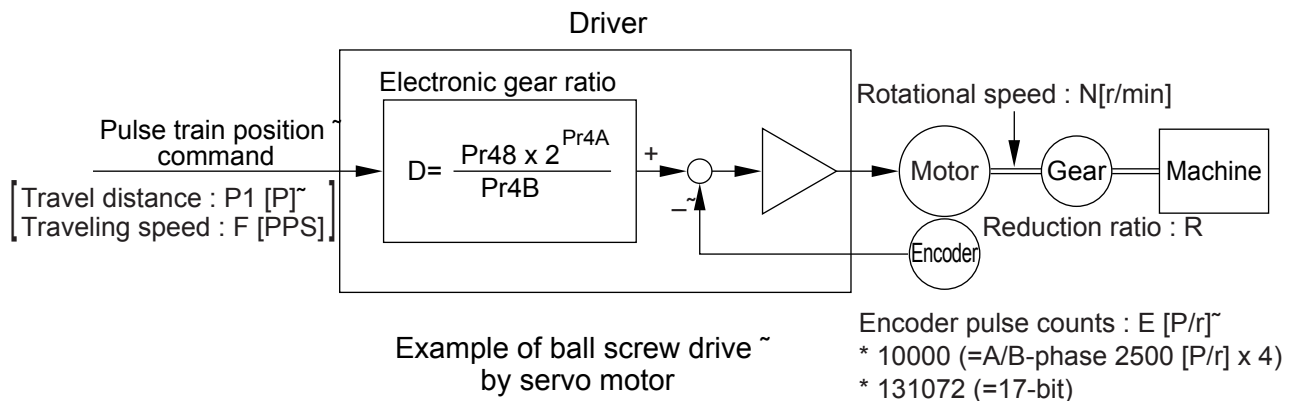 Driver
Electronic gear ratio
Rotational speed : N[r/min]
Pulse train position ˜
command
D= Pr48 x 2^Pr4A
Pr4B
+
Motor
Gear
Machine
Travel distance : P1 [P]˜
Traveling speed : F [PPS]
–˜
Reduction ratio : R
Encoder
Encoder pulse counts : E [P/r]˜
* 10000 (=A/B-phase 2500 [P/r] x 4)
* 131072 (=17-bit)
Example of ball screw drive ˜
by servo motor